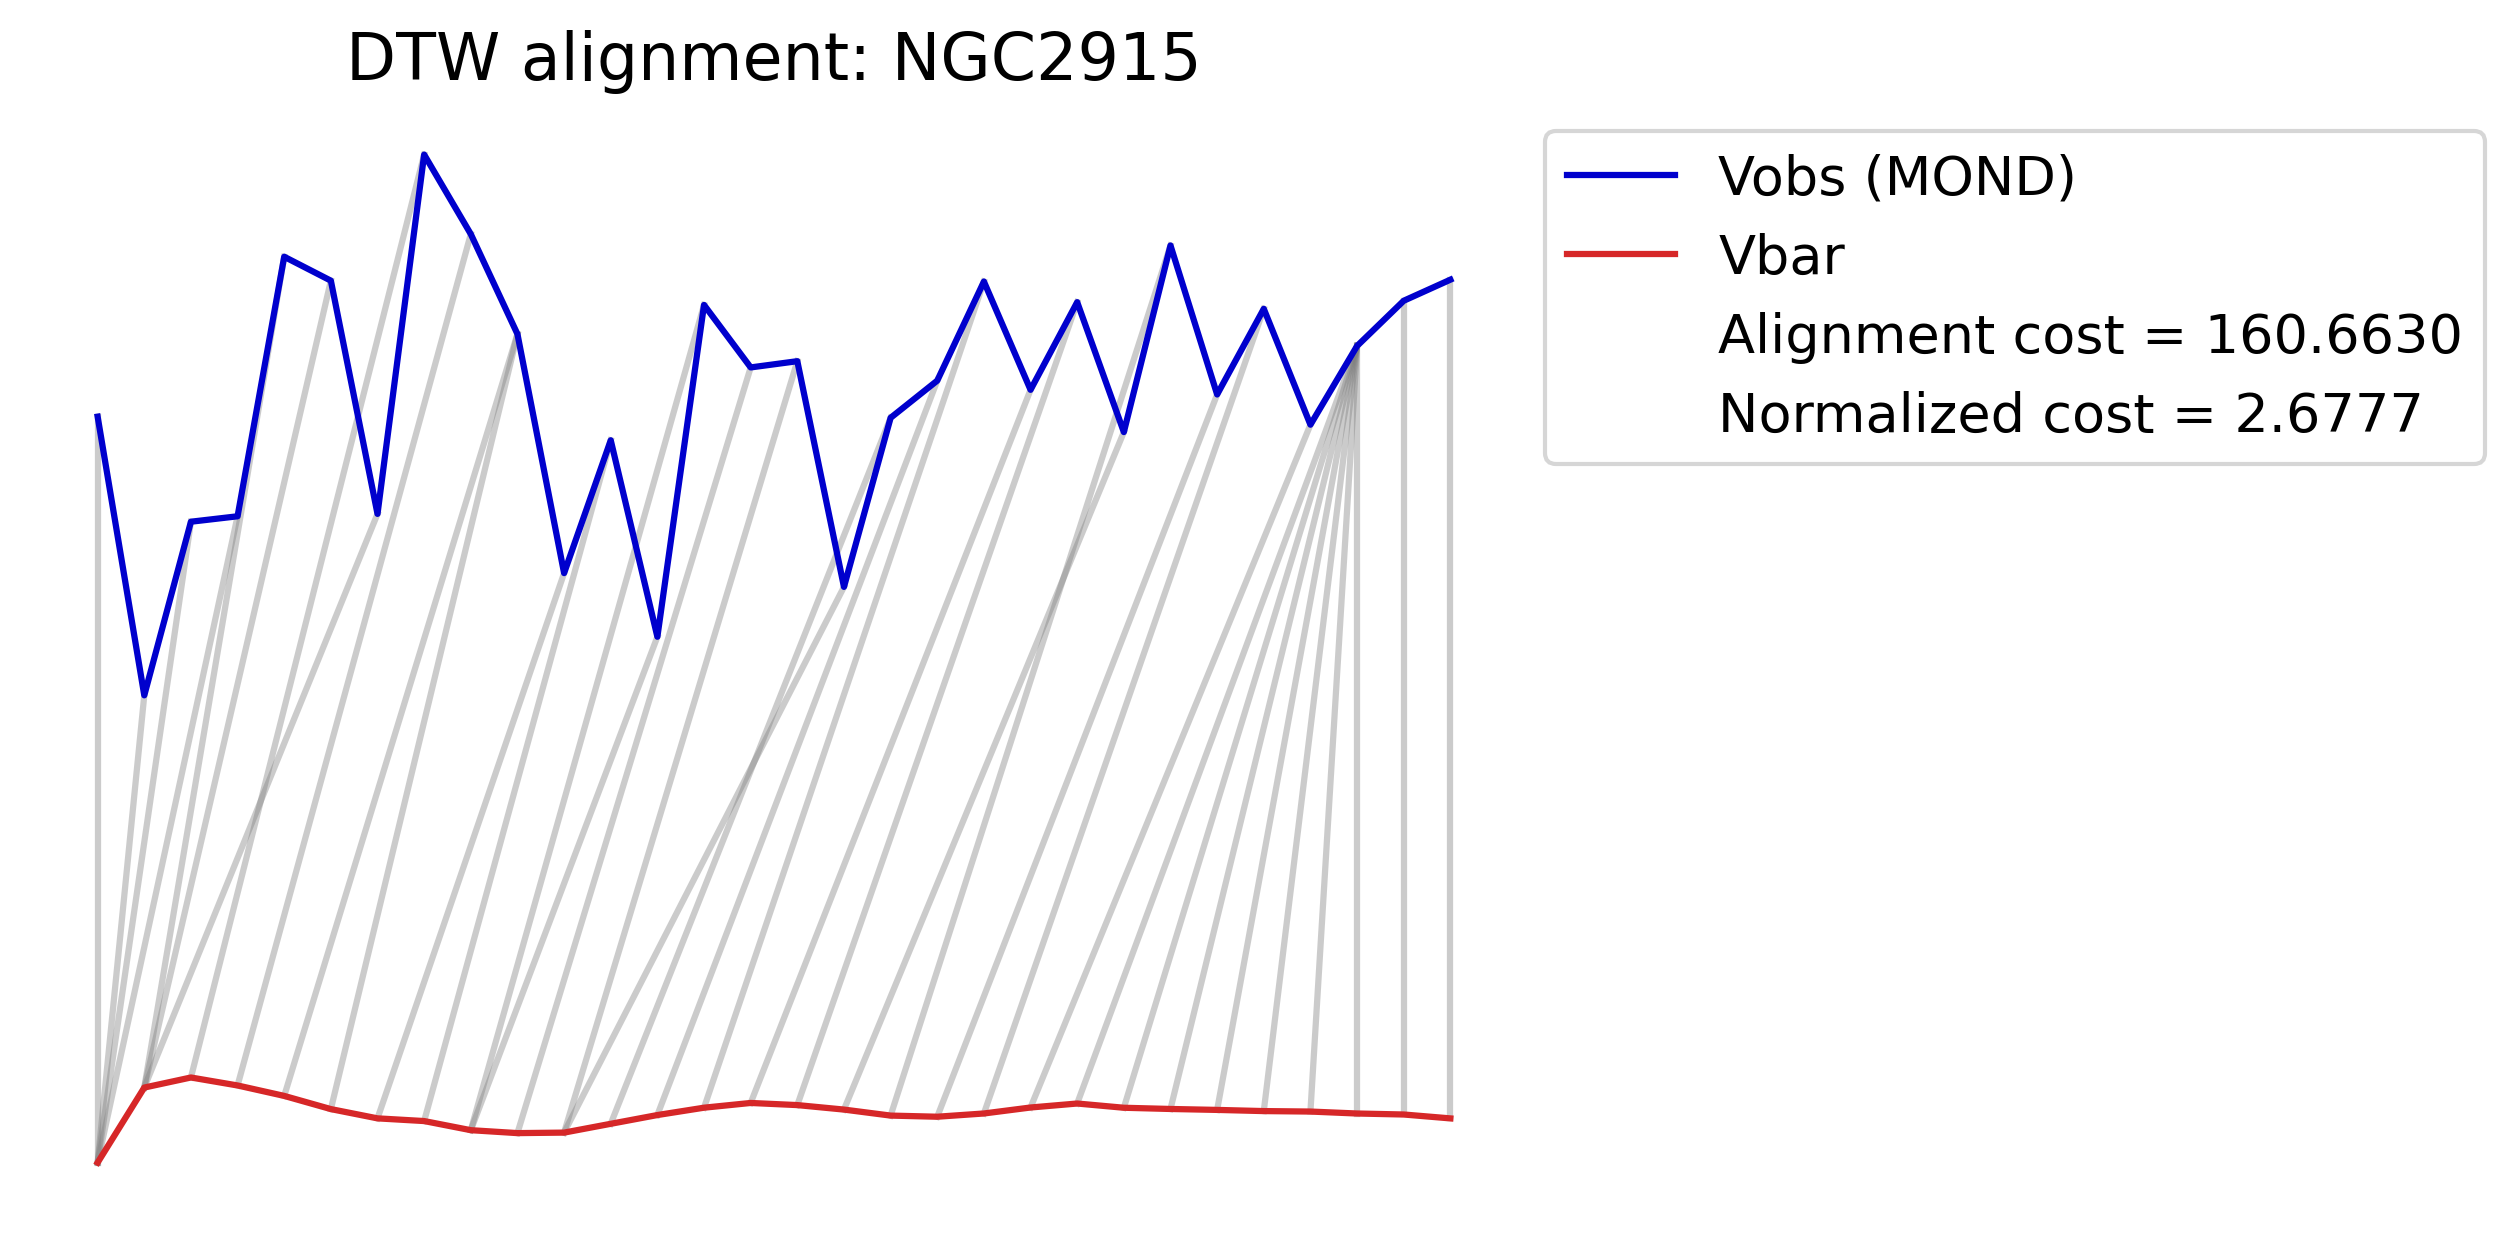 DTW alignment: NGC2915
Vobs (MOND)
Vbar
Alignment cost = 160.6630
Normalized cost = 2.6777